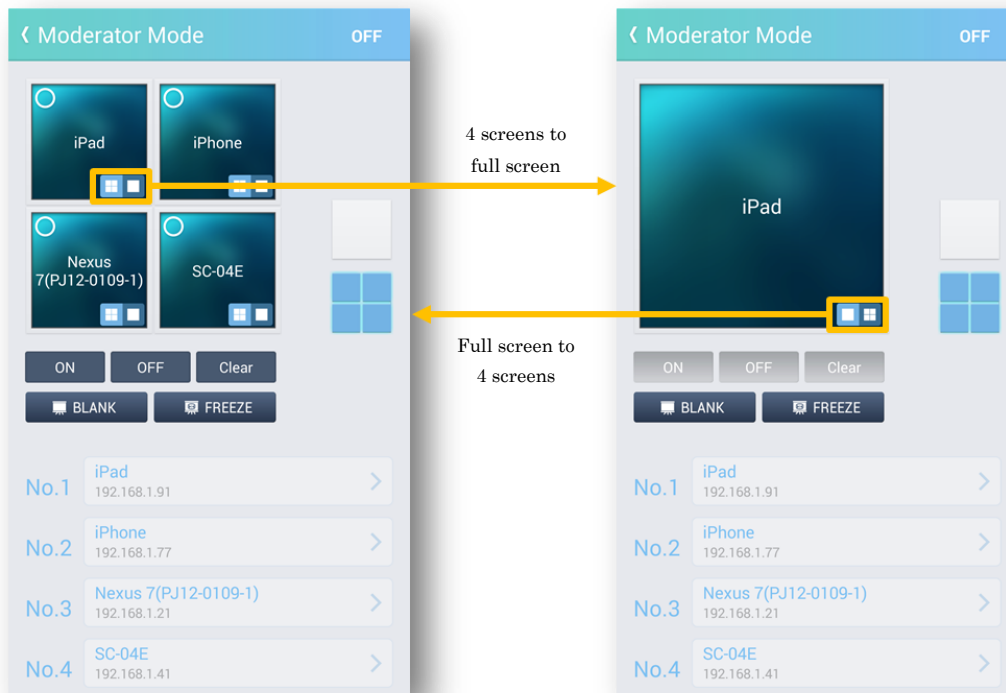 Moderator Mode OFF
iPad
iPhone
Nexus
7(PJ12-0109-1)
SC-04E
ON OFF Clear
BLANK FREEZE
No.1 iPad
192.168.1.91
No.2 iPhone
192.168.1.77
No.3 Nexus 7(PJ12-0109-1)
192.168.1.21
No.4 SC-04E
192.168.1.41
4 screens to
full screen
Full screen to
4 screens
Moderator Mode OFF
iPad
ON OFF Clear
BLANK FREEZE
No.1 iPad
192.168.1.91
No.2 iPhone
192.168.1.77
No.3 Nexus 7(PJ12-0109-1)
192.168.1.21
No.4 SC-04E
192.168.1.41